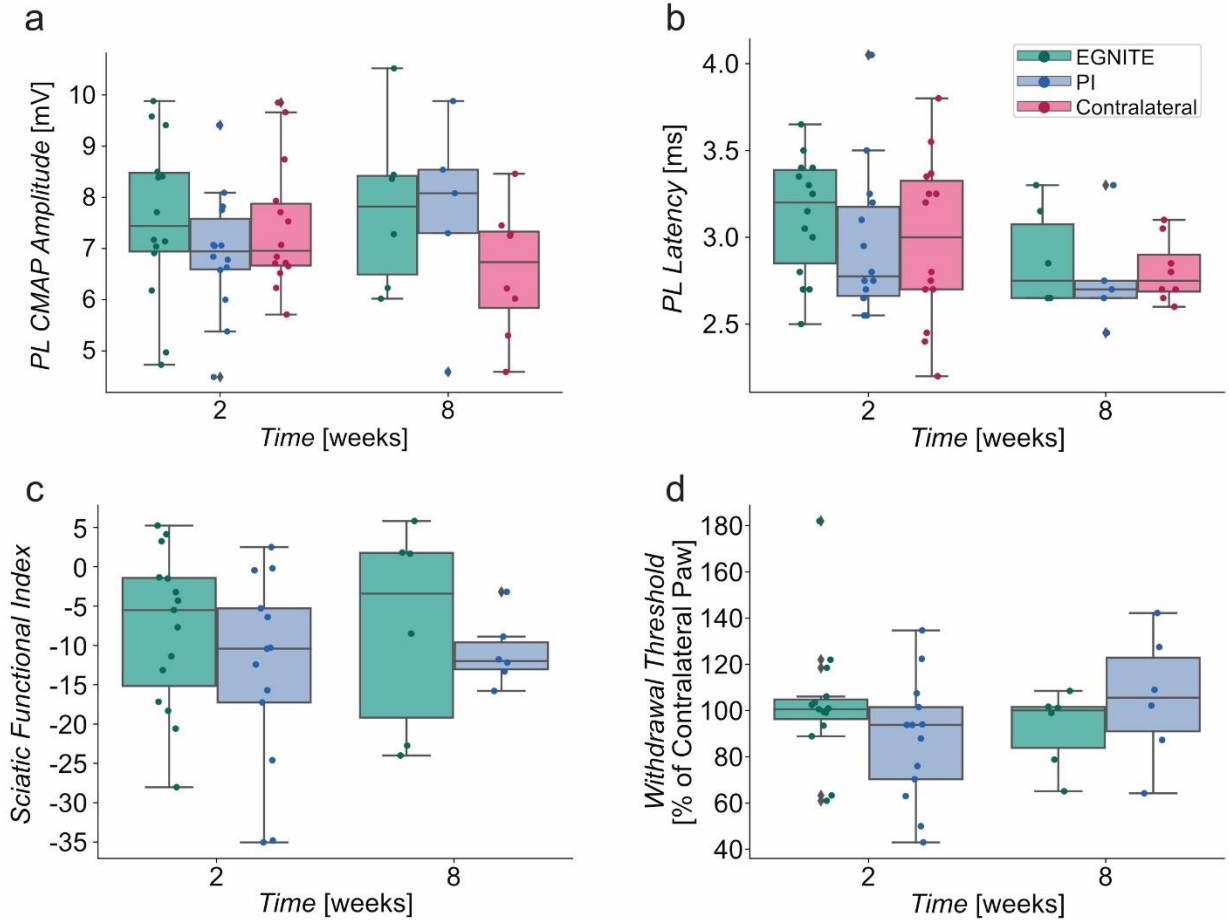 a
PL CMAP Amplitude [mV]
10
9
8
7
6
5
2
8
Time [weeks]
b
PL Latency [ms]
4.0
3.5
3.0
2.5
EGNITE
PI
Contralateral
2
8
Time [weeks]
c
Sciatic Functional Index
5
0
-5
-10
-15
-20
-25
-30
-35
2
8
Time [weeks]
d
Withdrawal Threshold
[% of Contralateral Paw]
180
160
140
120
100
80
60
40
2
8
Time [weeks]